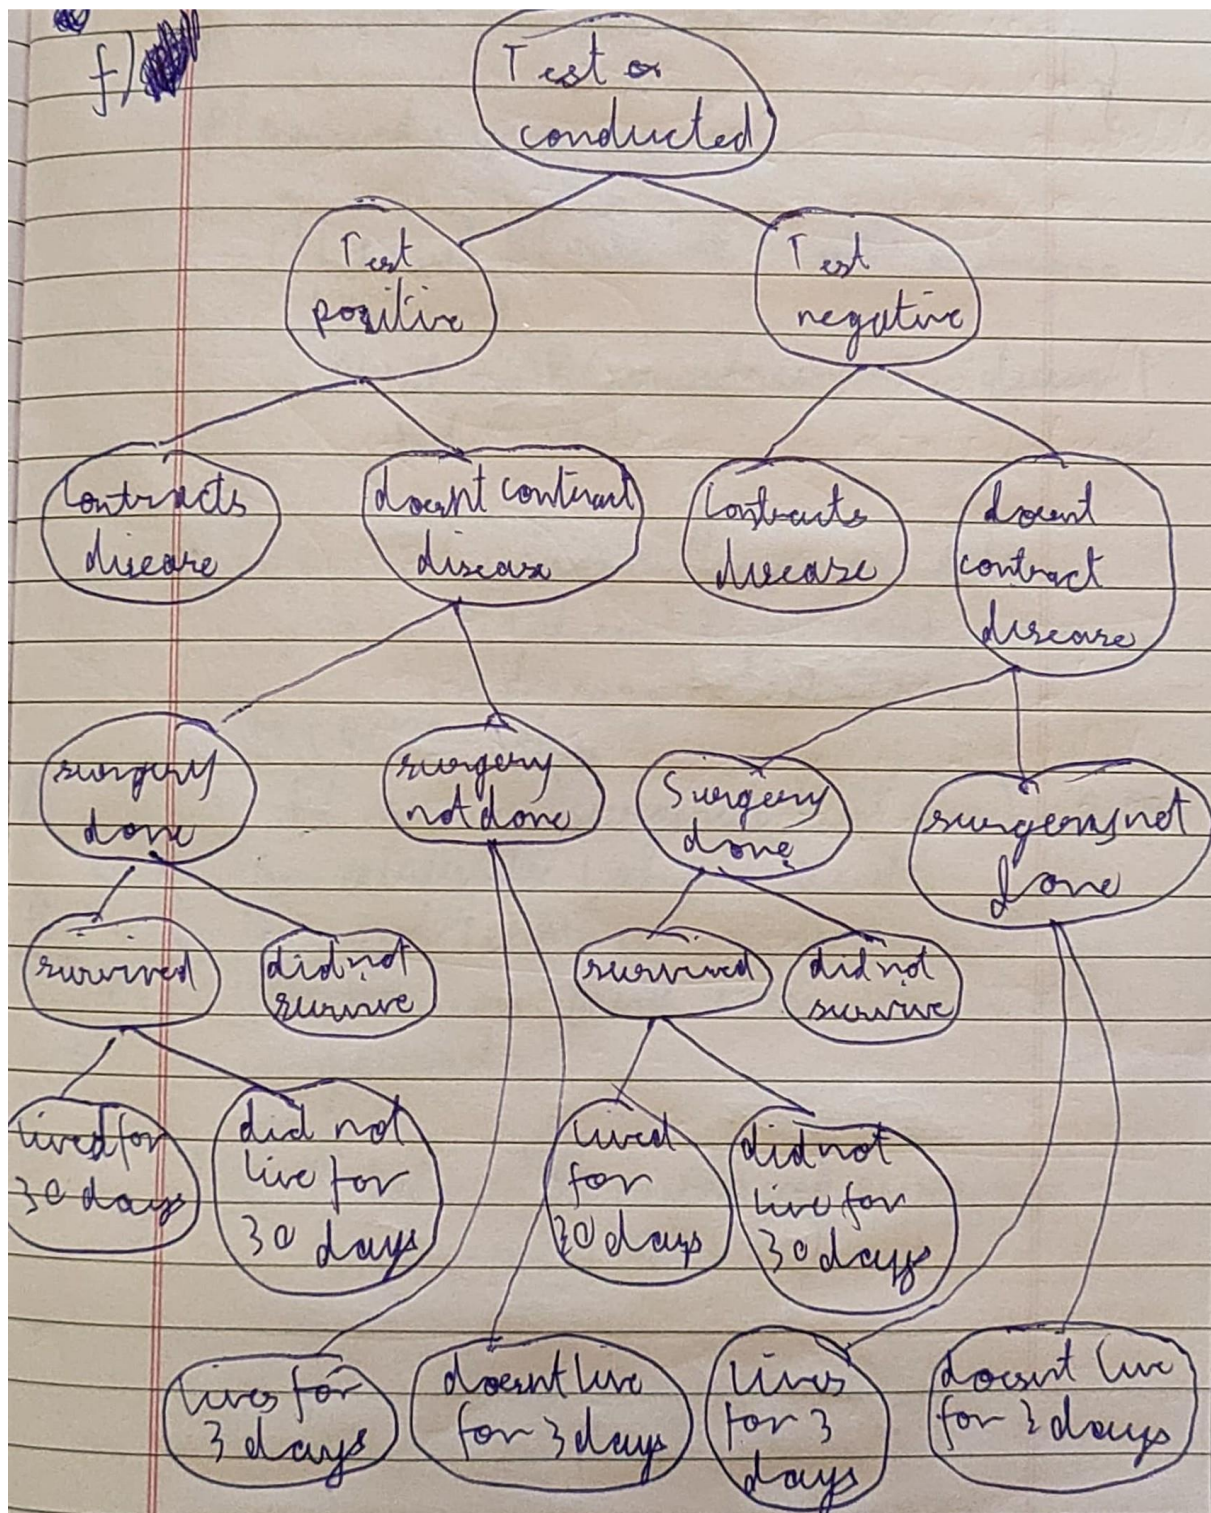 f)
Test
conducted
Test
positive
Test
negative
Contracts
disease
doesnt contract
disease
Contracts
disease
doesnt
contract
disease
surgery
done
surgery
not done
Surgery
done
surgery not
done
survived
did not
survive
survived
did not
survive
lived for
30 days
did not
live for
30 days
lived
for
30 days
did not
live for
30 days
lives for
3 days
doesnt live
for 3 days
lives
for 3
days
doesnt live
for 3 days